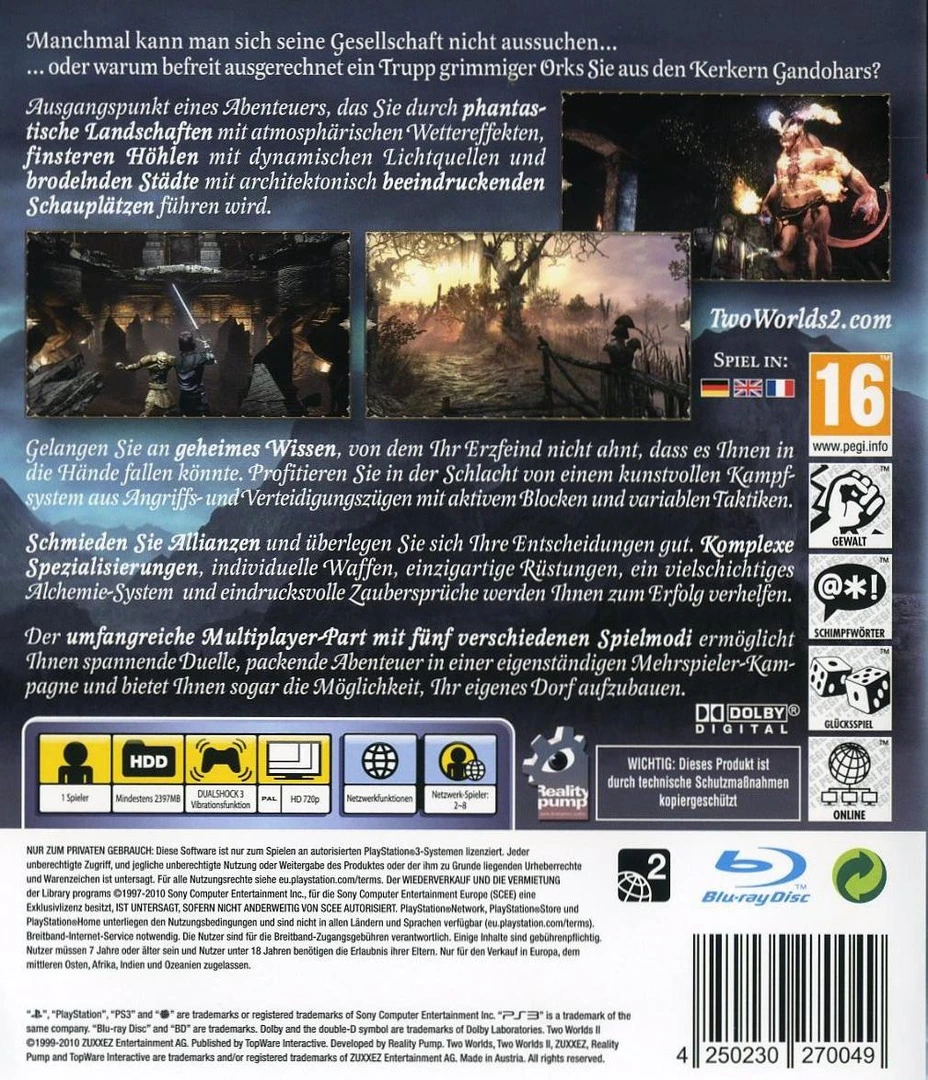 Manchmal kann man sich seine Gesellschaft nicht aussuchen...
... oder warum befreit ausgerechnet ein Trupp grimmiger Orks Sie aus den Kerkern Gandohars?
Ausgangspunkt eines Abenteuers, das Sie durch phantas-
tische Landschaften mit atmosphärischen Wettereffekten,
finsteren Höhlen mit dynamischen Lichtquellen und
brodelnden Städte mit architektonisch beeindruckenden
Schauplätzen führen wird.
TwoWorlds2.com
SPIEL IN:
16
www.pegi.info
Gelangen Sie an geheimes Wissen, von dem Ihr Erzfeind nicht ahnt, dass es Ihnen in
die Hände fallen könnte. Profitieren Sie in der Schlacht von einem kunstvollen Kampf-
system aus Angriffs- und Verteidigungszügen mit aktivem Blocken und variablen Taktiken.
GEWALT
Schmieden Sie Allianzen und überlegen Sie sich Ihre Entscheidungen gut. Komplexe
Spezialisierungen, individuelle Waffen, einzigartige Rüstungen, ein vielschichtiges
Alchemie-System und eindrucksvolle Zaubersprüche werden Ihnen zum Erfolg verhelfen.
@*!
SCHIMPFWÖRTER
Der umfangreiche Multiplayer-Part mit fünf verschiedenen Spielmodi ermöglicht
Ihnen spannende Duelle, packende Abenteuer in einer eigenständigen Mehrspieler-Kam-
pagne und bietet Ihnen sogar die Möglichkeit, Ihr eigenes Dorf aufzubauen.
GLÜCKSSPIEL
DOLBY®
DIGITAL
HDD
1 Spieler
Mindestens 2397MB
DUALSHOCK 3
Vibrationsfunktion
PAL
HD 720p
Netzwerkfunktionen
Netzwerk-Spieler:
2-8
Reality
pump
WICHTIG: Dieses Produkt ist
durch technische Schutzmaßnahmen
kopiergeschützt
ONLINE
NUR ZUM PRIVATEN GEBRAUCH: Diese Software ist nur zum Spielen an autorisierten PlayStation®3-Systemen lizenziert. Jeder
unberechtigte Zugriff, und jegliche unberechtigte Nutzung oder Weitergabe des Produktes oder der ihm zu Grunde liegenden Urheberrechte
und Warenzeichen ist untersagt. Für alle Nutzungsrechte siehe eu.playstation.com/terms. Der WIEDERVERKAUF UND DIE VERMIETUNG
der Library programs ©1997-2010 Sony Computer Entertainment Inc., für die Sony Computer Entertainment Europe (SCEE) eine
Exklusivlizenz besitzt, IST UNTERSAGT, SOFERN NICHT ANDERWEITIG VON SCEE AUTORISIERT. PlayStation®Network, PlayStation®Store und
PlayStation®Home unterliegen den Nutzungsbedingungen und sind nicht in allen Ländern und Sprachen verfügbar (eu.playstation.com/terms).
Breitband-Internet-Service notwendig. Die Nutzer sind für die Breitband-Zugangsgebühren verantwortlich. Einige Inhalte sind gebührenpflichtig.
Nutzer müssen 7 Jahre oder älter sein und Nutzer unter 18 Jahren benötigen die Erlaubnis ihrer Eltern. Nur für den Verkauf in Europa, dem
mittleren Osten, Afrika, Indien und Ozeanien zugelassen.
2
Blu-ray Disc™
"", "PlayStation", "PS3" and "" are trademarks or registered trademarks of Sony Computer Entertainment Inc. "PS3" is a trademark of the
same company. "Blu-ray Disc" and "BD" are trademarks. Dolby and the double-D symbol are trademarks of Dolby Laboratories. Two Worlds II
©1999-2010 ZUXXEZ Entertainment AG. Published by TopWare Interactive. Developed by Reality Pump. Two Worlds, Two Worlds II, ZUXXEZ, Reality
Pump and TopWare Interactive are trademarks and/or registered trademarks of ZUXXEZ Entertainment AG. Made in Austria. All rights reserved.
4 250230 270049